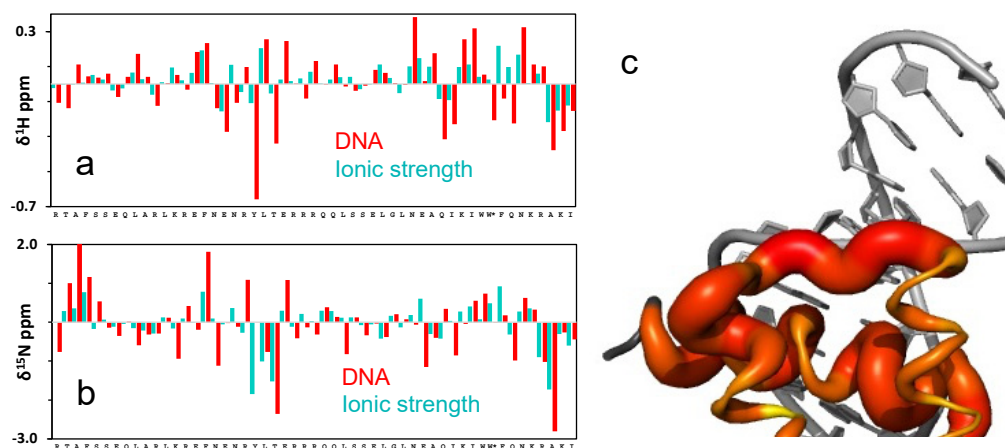 δ¹H ppm
0.3
-0.7
a
DNA
Ionic strength
R T A F S S E Q L A R L K R E F N E N R Y L T E R R R Q Q L S S E L G L N E A Q I K I W W* F Q N K R A K I
δ¹⁵N ppm
2.0
-3.0
b
DNA
Ionic strength
R T A F S S E Q L A R L K R E F N E N R Y L T E R R R Q Q L S S E L G L N E A Q I K I W W* F Q N K R A K I
c